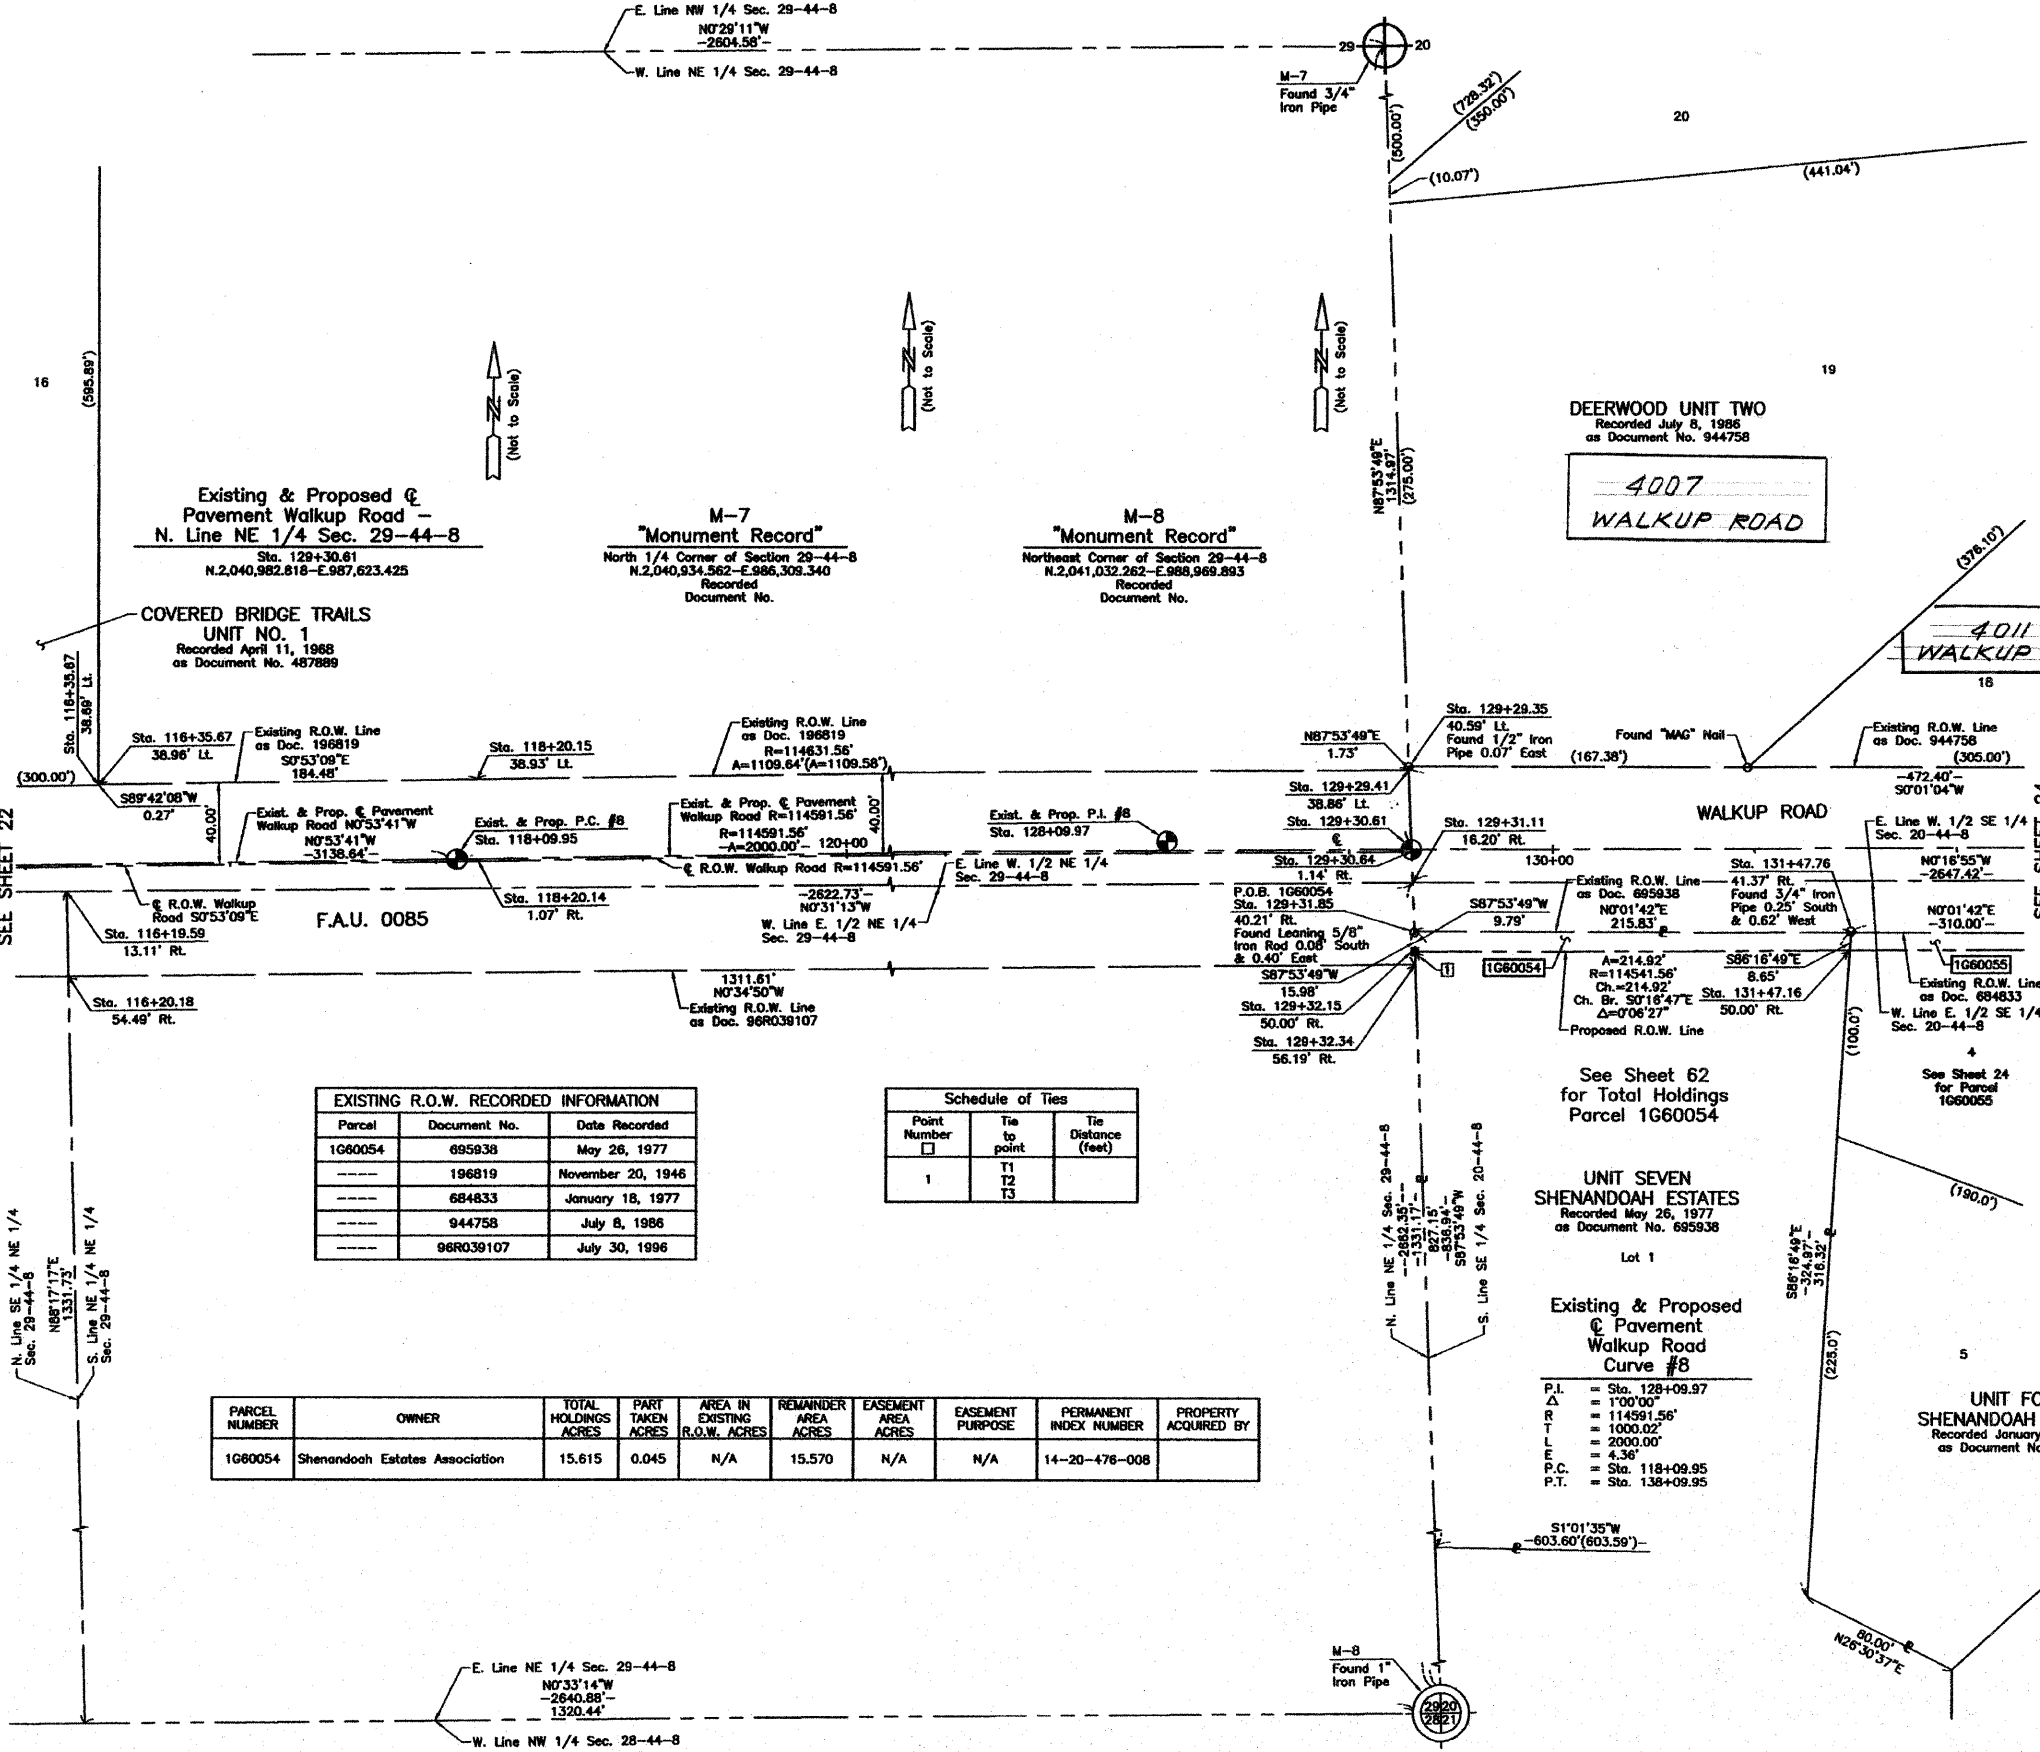 E. Line NW 1/4 Sec. 29-44-8
N0°29'11"W
-2604.58'-
W. Line NE 1/4 Sec. 29-44-8
29
20
M-7
Found 3/4"
Iron Pipe
(728.32')
(350.00')
(500.00')
20
(10.07')
(441.04')
16
(595.89')
(Not to Scale)
(Not to Scale)
(Not to Scale)
19
DEERWOOD UNIT TWO
Recorded July 8, 1986
as Document No. 944758
4007
WALKUP ROAD
N87°53'49"E
1314.97'
(275.00')
Existing & Proposed ℄
Pavement Walkup Road -
N. Line NE 1/4 Sec. 29-44-8
Sta. 129+30.61
N.2,040,982.818-E.987,623.425
M-7
"Monument Record"
North 1/4 Corner of Section 29-44-8
N.2,040,934.562-E.986,309.340
Recorded
Document No.
M-8
"Monument Record"
Northeast Corner of Section 29-44-8
N.2,041,032.262-E.988,969.893
Recorded
Document No.
(376.10')
4011
WALKUP
18
COVERED BRIDGE TRAILS
UNIT NO. 1
Recorded April 11, 1968
as Document No. 487889
Sta. 116+35.67
38.69' Lt.
Sta. 116+35.67
38.96' Lt.
Existing R.O.W. Line
as Doc. 196819
S0°53'09"E
184.48'
Sta. 118+20.15
38.93' Lt.
Existing R.O.W. Line
as Doc. 196819
R=114631.56'
A=1109.64'(A=1109.58')
N87°53'49"E
1.73'
Sta. 129+29.35
40.59' Lt.
Found 1/2" Iron
Pipe 0.07' East
(167.38')
Found "MAG" Nail
Existing R.O.W. Line
as Doc. 944758
(305.00')
-472.40'-
S0°01'04"W
(300.00')
S89°42'08"W
0.27'
40.00'
Exist. & Prop. ℄ Pavement
Walkup Road N0°53'41"W
N0°53'41"W
-3138.64'-
Exist. & Prop. P.C. #8
Sta. 118+09.95
Exist. & Prop. ℄ Pavement
Walkup Road R=114591.56'
R=114591.56'
-A=2000.00'-
120+00
40.00'
Exist. & Prop. P.I. #8
Sta. 128+09.97
Sta. 129+29.41
38.86' Lt.
Sta. 129+30.61
℄
Sta. 129+31.11
16.20' Rt.
WALKUP ROAD
130+00
E. Line W. 1/2 SE 1/4
Sec. 20-44-8
N0°16'55"W
-2647.42'-
SEE SHEET 22
℄ R.O.W. Walkup
Road S0°53'09"E
℄ R.O.W. Walkup Road R=114591.56'
Sta. 118+20.14
1.07' Rt.
-2622.73'-
N0°31'13"W
E. Line W. 1/2 NE 1/4
Sec. 29-44-8
W. Line E. 1/2 NE 1/4
Sec. 29-44-8
Sta. 129+30.64
1.14' Rt.
P.O.B. 1G60054
Sta. 129+31.85
40.21' Rt.
Found Leaning 5/8"
Iron Rod 0.08' South
& 0.40' East
S87°53'49"W
9.79'
Existing R.O.W. Line
as Doc. 695938
N0°01'42"E
215.83' ℄
Sta. 131+47.76
41.37' Rt.
Found 3/4" Iron
Pipe 0.25' South
& 0.62' West
N0°01'42"E
-310.00'-
F.A.U. 0085
Sta. 116+19.59
13.11' Rt.
Sta. 116+20.18
54.49' Rt.
1311.61'
N0°34'50"W
Existing R.O.W. Line
as Doc. 96R039107
S87°53'49"W
15.98'
Sta. 129+32.15
50.00' Rt.
Sta. 129+32.34
56.19' Rt.
1
1G60054
A=214.92'
R=114541.56'
Ch.=214.92'
Ch. Br. S0°16'47"E
Δ=0°06'27"
Proposed R.O.W. Line
S86°16'49"E
8.65'
Sta. 131+47.16
50.00' Rt.
1G60055
Existing R.O.W. Line
as Doc. 684833
W. Line E. 1/2 SE 1/4
Sec. 20-44-8
(100.0')
4
See Sheet 24
for Parcel
1G60055
See Sheet 62
for Total Holdings
Parcel 1G60054
EXISTING R.O.W. RECORDED INFORMATION
Parcel Document No. Date Recorded
1G60054 695938 May 26, 1977
---- 196819 November 20, 1946
---- 684833 January 18, 1977
---- 944758 July 8, 1986
---- 96R039107 July 30, 1996
Schedule of Ties
Point Number □ Tie to point Tie Distance (feet)
1 T1
T2
T3
N. Line SE 1/4 NE 1/4
Sec. 29-44-8
N88°17'17"E
1331.73'
S. Line NE 1/4 NE 1/4
Sec. 29-44-8
N. Line NE 1/4 Sec. 29-44-8
--2662.35'--
-1331.17'-
827.15'
-836.94'-
S87°53'49"W
S. Line SE 1/4 Sec. 20-44-8
UNIT SEVEN
SHENANDOAH ESTATES
Recorded May 26, 1977
as Document No. 695938
Lot 1
(190.0')
S86°16'49"E
-324.97'-
316.32'
(225.0')
5
Existing & Proposed
℄ Pavement
Walkup Road
Curve #8
P.I. = Sta. 128+09.97
Δ = 1°00'00"
R = 114591.56'
T = 1000.02'
L = 2000.00'
E = 4.36'
P.C. = Sta. 118+09.95
P.T. = Sta. 138+09.95
UNIT FO
SHENANDOAH
Recorded January
as Document No
PARCEL NUMBER OWNER TOTAL HOLDINGS ACRES PART TAKEN ACRES AREA IN EXISTING R.O.W. ACRES REMAINDER AREA ACRES EASEMENT AREA ACRES EASEMENT PURPOSE PERMANENT INDEX NUMBER PROPERTY ACQUIRED BY
1G60054 Shenandoah Estates Association 15.615 0.045 N/A 15.570 N/A N/A 14-20-476-008
S1°01'35"W
-603.60'(603.59')-
80.00'
N26°30'37"E
E. Line NE 1/4 Sec. 29-44-8
N0°33'14"W
-2640.88'-
1320.44'
W. Line NW 1/4 Sec. 28-44-8
M-8
Found 1"
Iron Pipe
29 20
28 21